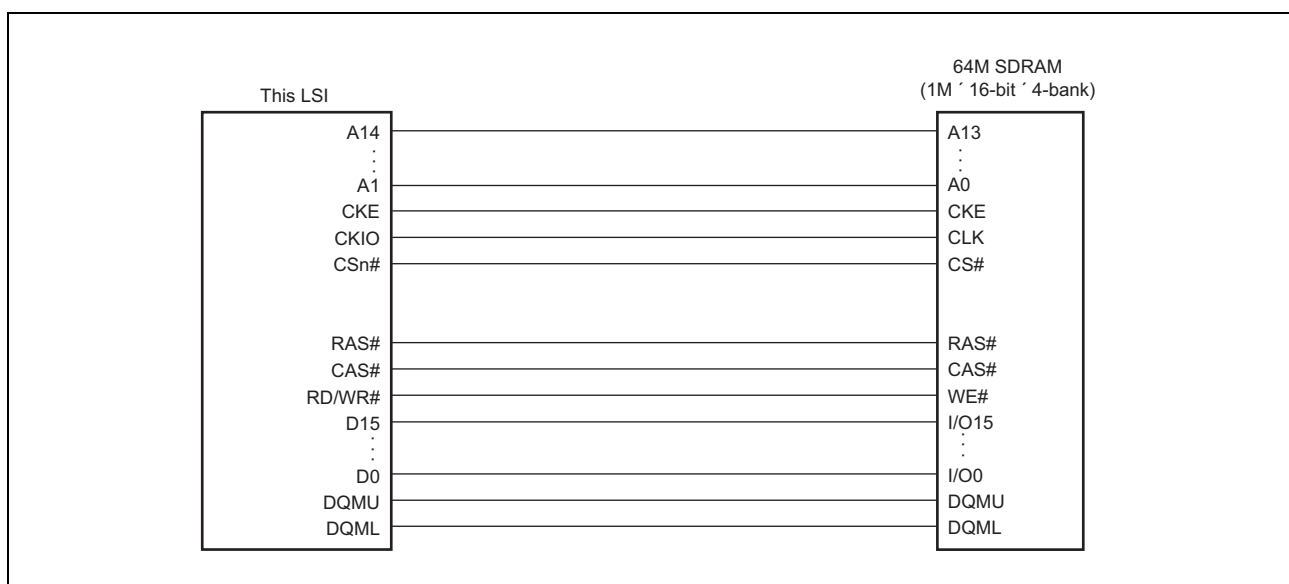 64M SDRAM
(1M ´ 16-bit ´ 4-bank)
This LSI
A14 A13
A1 A0
CKE CKE
CKIO CLK
CSn# CS#
RAS# RAS#
CAS# CAS#
RD/WR# WE#
D15 I/O15
D0 I/O0
DQMU DQMU
DQML DQML